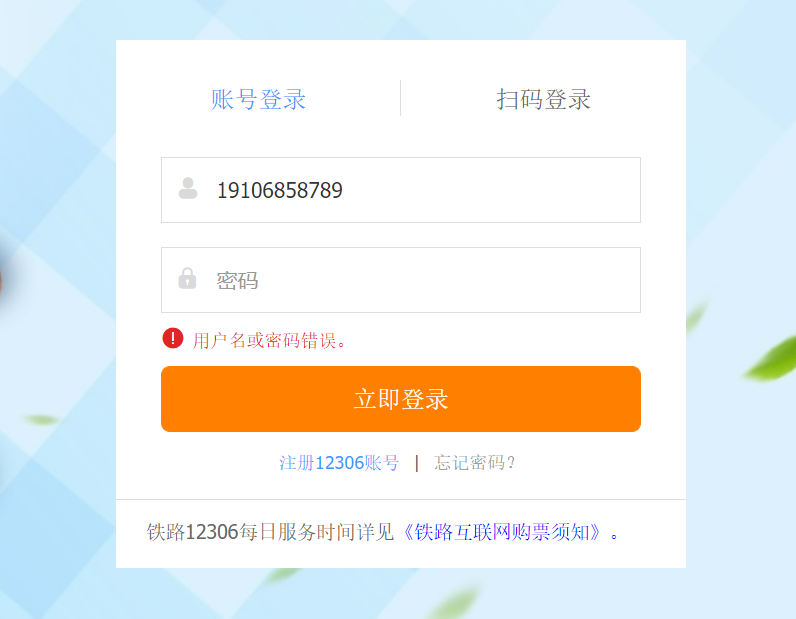 账号登录
扫码登录
19106858789
密码
用户名或密码错误。
立即登录
注册12306账号 | 忘记密码?
铁路12306每日服务时间详见《铁路互联网购票须知》。